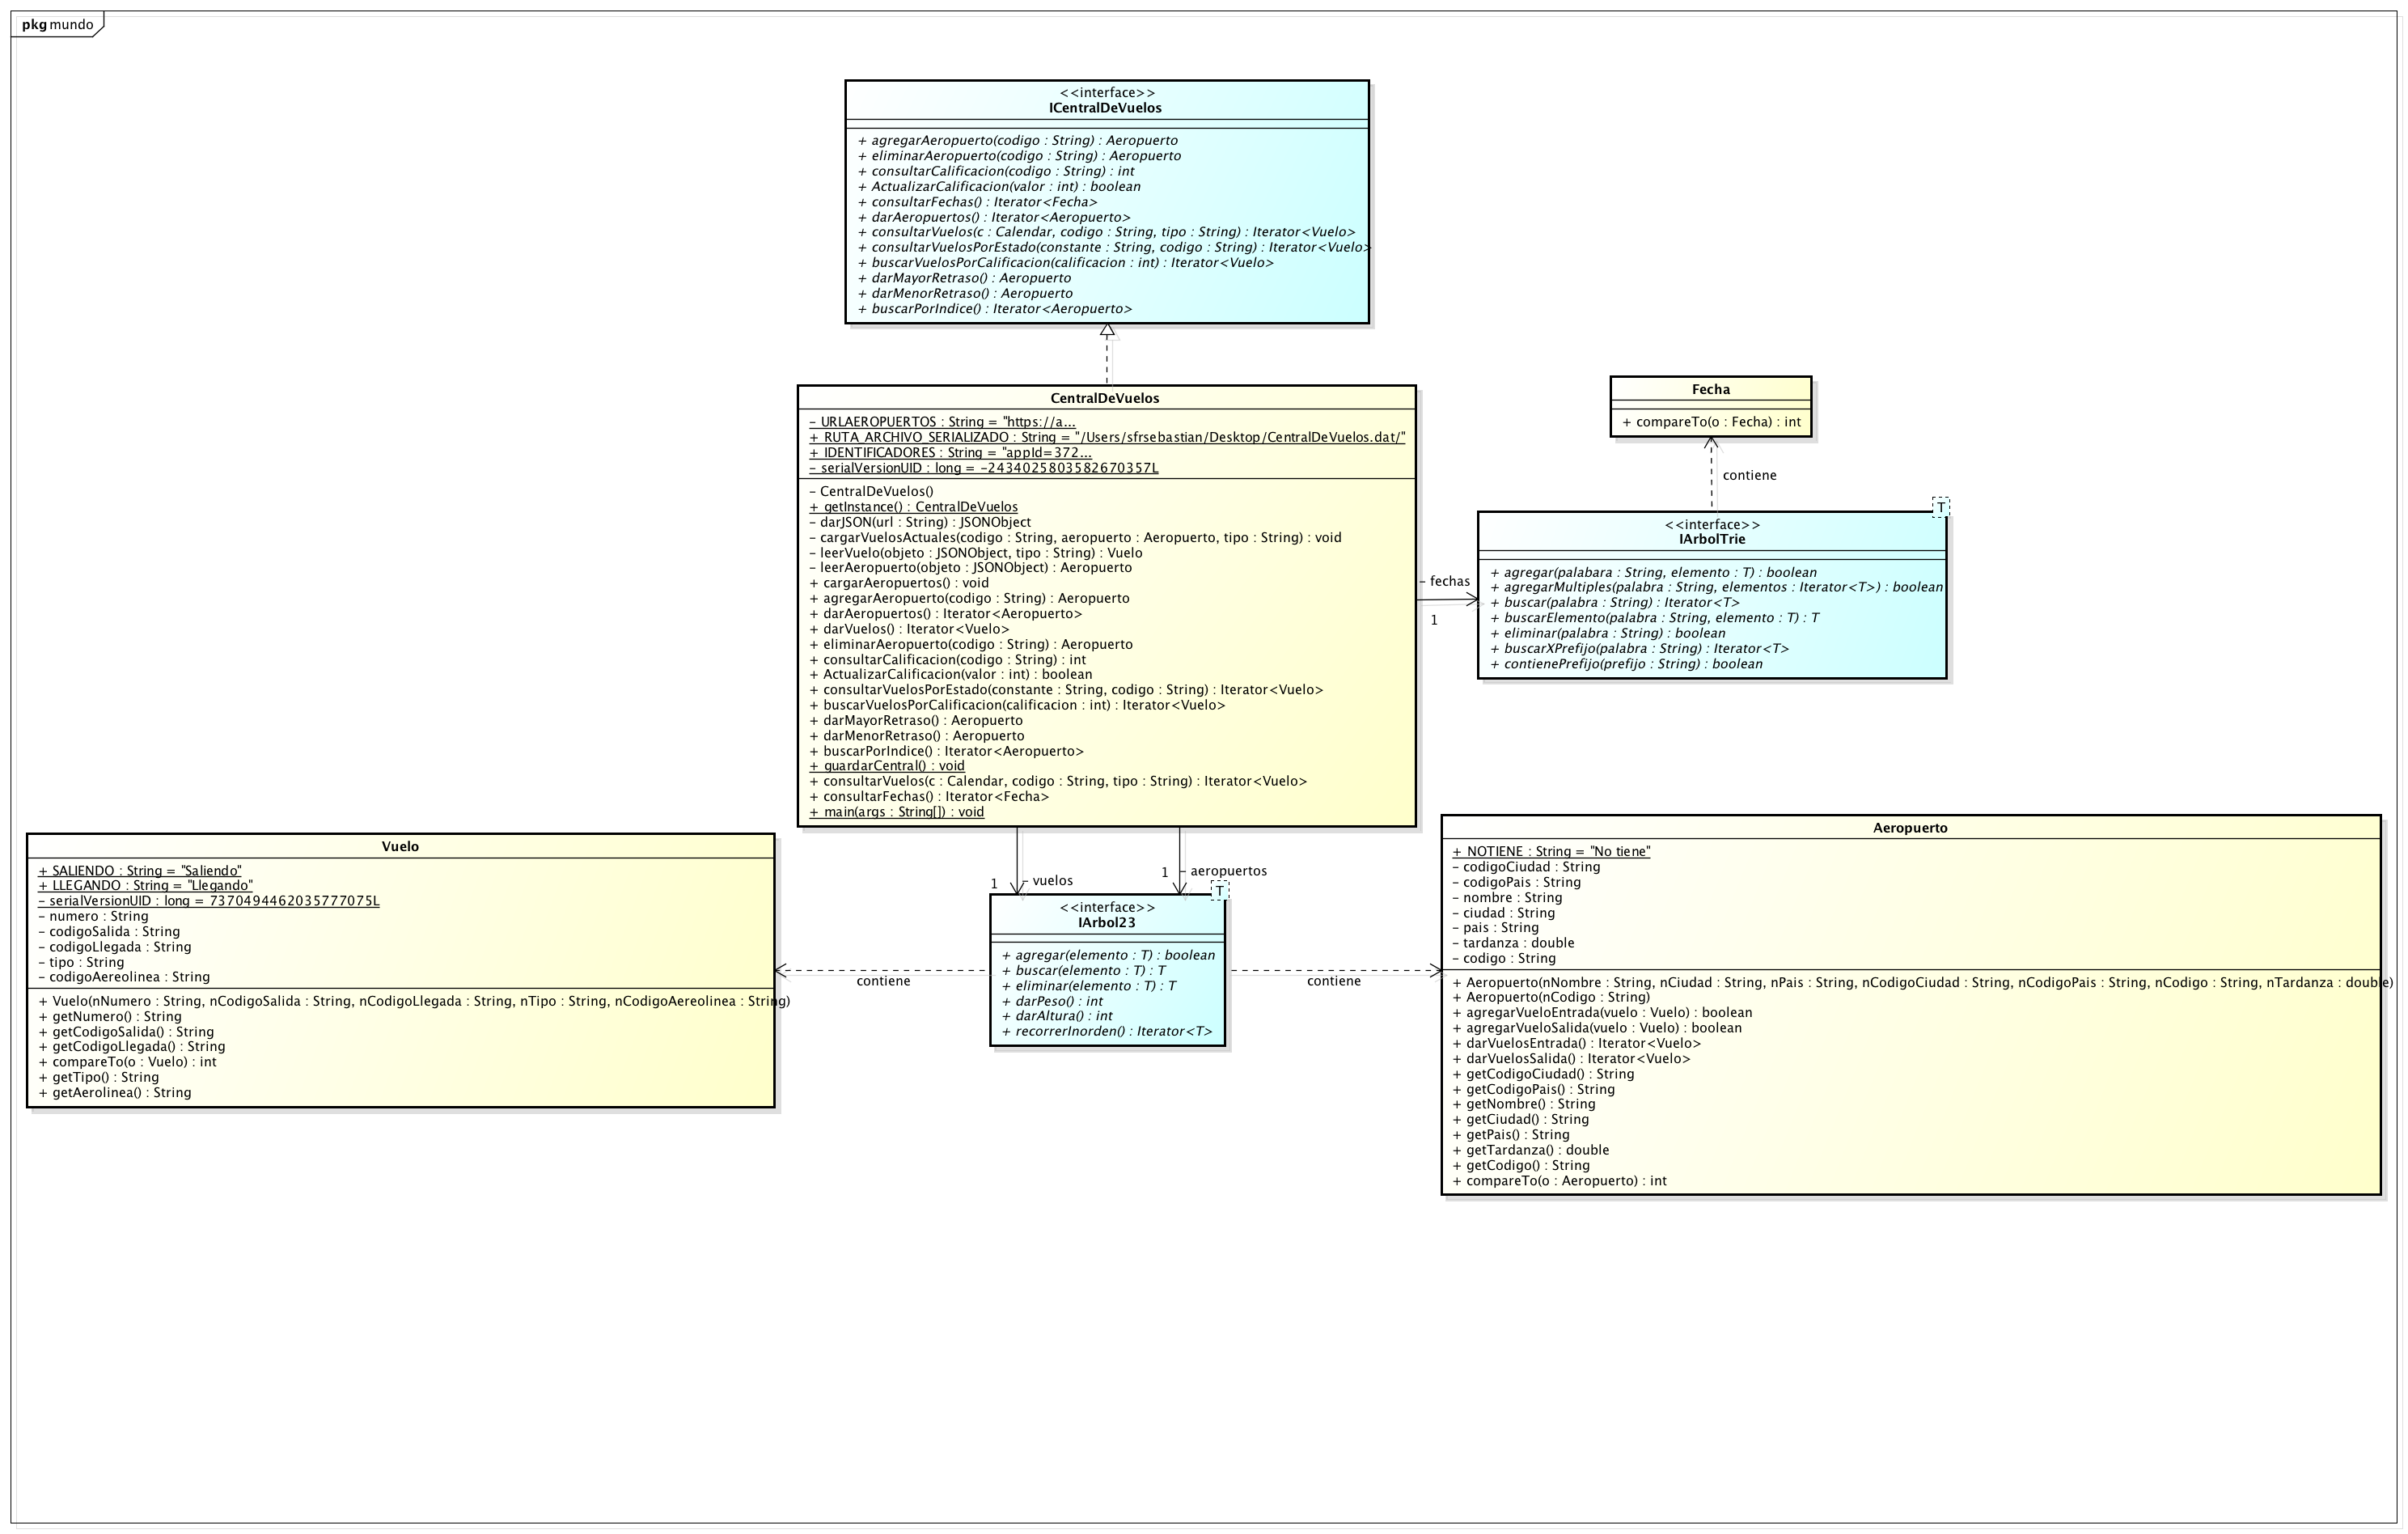 pkg mundo
<<interface>>
ICentralDeVuelos
+ agregarAeropuerto(codigo : String) : Aeropuerto
+ eliminarAeropuerto(codigo : String) : Aeropuerto
+ consultarCalificacion(codigo : String) : int
+ ActualizarCalificacion(valor : int) : boolean
+ consultarFechas() : Iterator<Fecha>
+ darAeropuertos() : Iterator<Aeropuerto>
+ consultarVuelos(c : Calendar, codigo : String, tipo : String) : Iterator<Vuelo>
+ consultarVuelosPorEstado(constante : String, codigo : String) : Iterator<Vuelo>
+ buscarVuelosPorCalificacion(calificacion : int) : Iterator<Vuelo>
+ darMayorRetraso() : Aeropuerto
+ darMenorRetraso() : Aeropuerto
+ buscarPorIndice() : Iterator<Aeropuerto>
CentralDeVuelos
- URLAEROPUERTOS : String = "https://a...
+ RUTA_ARCHIVO_SERIALIZADO : String = "/Users/sfrsebastian/Desktop/CentralDeVuelos.dat/"
+ IDENTIFICADORES : String = "appId=372...
- serialVersionUID : long = -2434025803582670357L
- CentralDeVuelos()
+ getInstance() : CentralDeVuelos
- darJSON(url : String) : JSONObject
- cargarVuelosActuales(codigo : String, aeropuerto : Aeropuerto, tipo : String) : void
- leerVuelo(objeto : JSONObject, tipo : String) : Vuelo
- leerAeropuerto(objeto : JSONObject) : Aeropuerto
+ cargarAeropuertos() : void
+ agregarAeropuerto(codigo : String) : Aeropuerto
+ darAeropuertos() : Iterator<Aeropuerto>
+ darVuelos() : Iterator<Vuelo>
+ eliminarAeropuerto(codigo : String) : Aeropuerto
+ consultarCalificacion(codigo : String) : int
+ ActualizarCalificacion(valor : int) : boolean
+ consultarVuelosPorEstado(constante : String, codigo : String) : Iterator<Vuelo>
+ buscarVuelosPorCalificacion(calificacion : int) : Iterator<Vuelo>
+ darMayorRetraso() : Aeropuerto
+ darMenorRetraso() : Aeropuerto
+ buscarPorIndice() : Iterator<Aeropuerto>
+ guardarCentral() : void
+ consultarVuelos(c : Calendar, codigo : String, tipo : String) : Iterator<Vuelo>
+ consultarFechas() : Iterator<Fecha>
+ main(args : String[]) : void
Fecha
+ compareTo(o : Fecha) : int
contiene
- fechas
1
T
<<interface>>
IArbolTrie
+ agregar(palabara : String, elemento : T) : boolean
+ agregarMultiples(palabra : String, elementos : Iterator<T>) : boolean
+ buscar(palabra : String) : Iterator<T>
+ buscarElemento(palabra : String, elemento : T) : T
+ eliminar(palabra : String) : boolean
+ buscarXPrefijo(palabra : String) : Iterator<T>
+ contienePrefijo(prefijo : String) : boolean
Vuelo
+ SALIENDO : String = "Saliendo"
+ LLEGANDO : String = "Llegando"
- serialVersionUID : long = 7370494462035777075L
- numero : String
- codigoSalida : String
- codigoLlegada : String
- tipo : String
- codigoAereolinea : String
+ Vuelo(nNumero : String, nCodigoSalida : String, nCodigoLlegada : String, nTipo : String, nCodigoAereolinea : String)
+ getNumero() : String
+ getCodigoSalida() : String
+ getCodigoLlegada() : String
+ compareTo(o : Vuelo) : int
+ getTipo() : String
+ getAerolinea() : String
1
- vuelos
1
- aeropuertos
T
<<interface>>
IArbol23
+ agregar(elemento : T) : boolean
+ buscar(elemento : T) : T
+ eliminar(elemento : T) : T
+ darPeso() : int
+ darAltura() : int
+ recorrerInorden() : Iterator<T>
contiene
contiene
Aeropuerto
+ NOTIENE : String = "No tiene"
- codigoCiudad : String
- codigoPais : String
- nombre : String
- ciudad : String
- pais : String
- tardanza : double
- codigo : String
+ Aeropuerto(nNombre : String, nCiudad : String, nPais : String, nCodigoCiudad : String, nCodigoPais : String, nCodigo : String, nTardanza : double)
+ Aeropuerto(nCodigo : String)
+ agregarVueloEntrada(vuelo : Vuelo) : boolean
+ agregarVueloSalida(vuelo : Vuelo) : boolean
+ darVuelosEntrada() : Iterator<Vuelo>
+ darVuelosSalida() : Iterator<Vuelo>
+ getCodigoCiudad() : String
+ getCodigoPais() : String
+ getNombre() : String
+ getCiudad() : String
+ getPais() : String
+ getTardanza() : double
+ getCodigo() : String
+ compareTo(o : Aeropuerto) : int